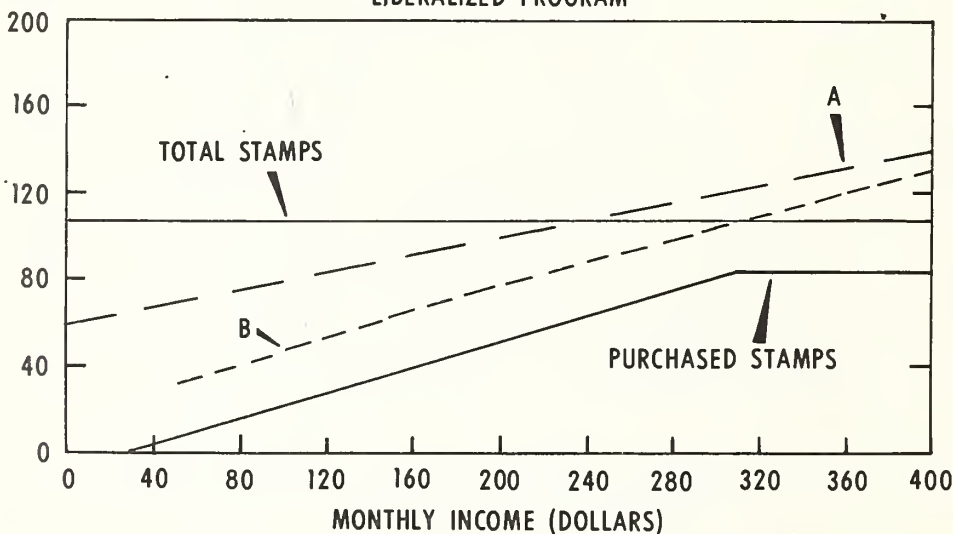 LIBERALIZED PROGRAM
200
160
120
80
40
0
A
TOTAL STAMPS
B
PURCHASED STAMPS
0 40 80 120 160 200 240 280 320 360 400
MONTHLY INCOME (DOLLARS)